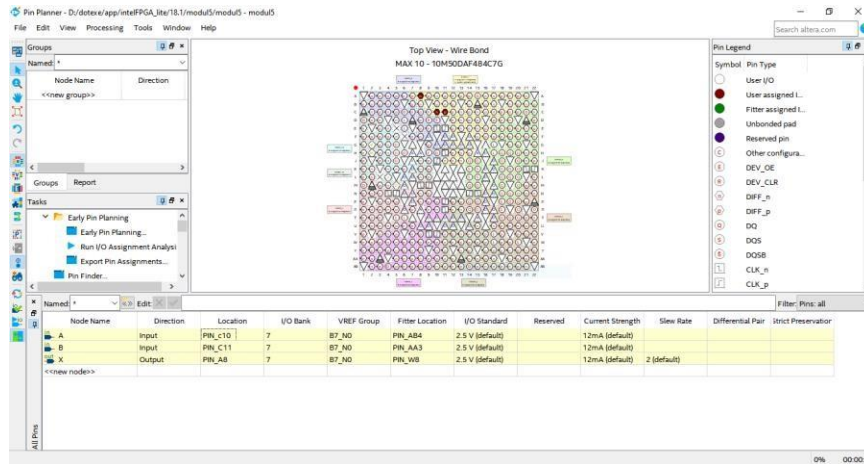 Pin Planner - D:/dotexe/app/intelFPGA_lite/18.1/modul5/modul5 - modul5
File Edit View Processing Tools Window Help
Search altera.com
Groups
Named: *
Node Name Direction
<<new group>>
Groups Report
Tasks
Early Pin Planning
Early Pin Planning...
Run I/O Assignment Analysi
Export Pin Assignments...
Pin Finder...
Top View - Wire Bond
MAX 10 - 10M50DAF484C7G
Pin Legend
Symbol Pin Type
User I/O
User assigned I...
Fitter assigned I...
Unbonded pad
Reserved pin
Other configura...
DEV_OE
DEV_CLR
DIFF_n
DIFF_p
DQ
DQS
DQSB
CLK_n
CLK_p
Named: * Edit: Filter: Pins: all
Node Name Direction Location I/O Bank VREF Group Fitter Location I/O Standard Reserved Current Strength Slew Rate Differential Pair Strict Preservation
A Input PIN_c10 7 B7_N0 PIN_AB4 2.5 V (default) 12mA (default)
B Input PIN_C11 7 B7_N0 PIN_AA3 2.5 V (default) 12mA (default)
X Output PIN_A8 7 B7_N0 PIN_W8 2.5 V (default) 12mA (default) 2 (default)
<<new node>>
All Pins
0% 00:00: